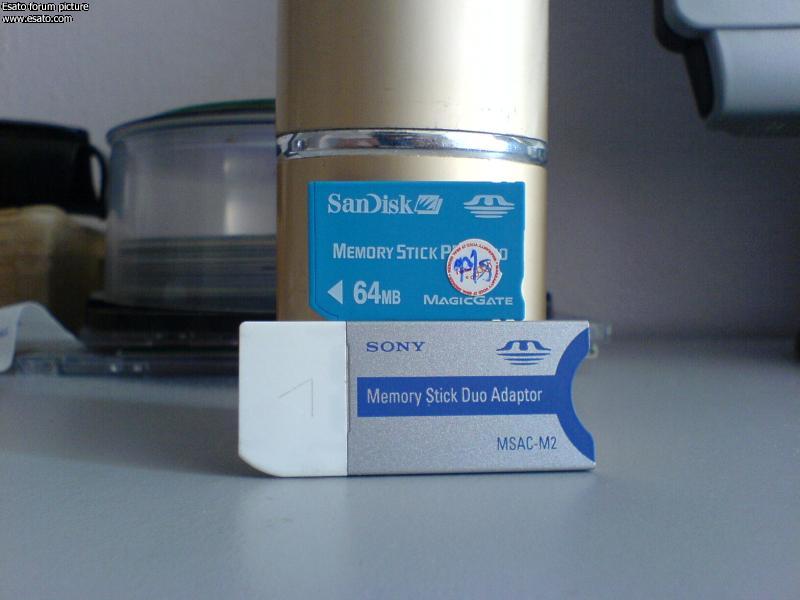 Esato forum picture
www.esato.com
SanDisk
MEMORY STICK
64MB
MAGICGATE
SONY
Memory Stick Duo Adaptor
MSAC-M2